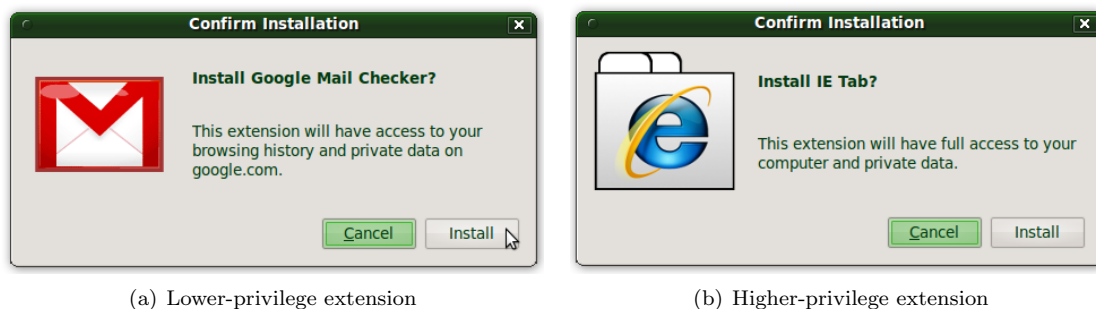 Confirm Installation
Install Google Mail Checker?
This extension will have access to your
browsing history and private data on
google.com.
Cancel
Install
(a) Lower-privilege extension
Confirm Installation
Install IE Tab?
This extension will have full access to your
computer and private data.
Cancel
Install
(b) Higher-privilege extension